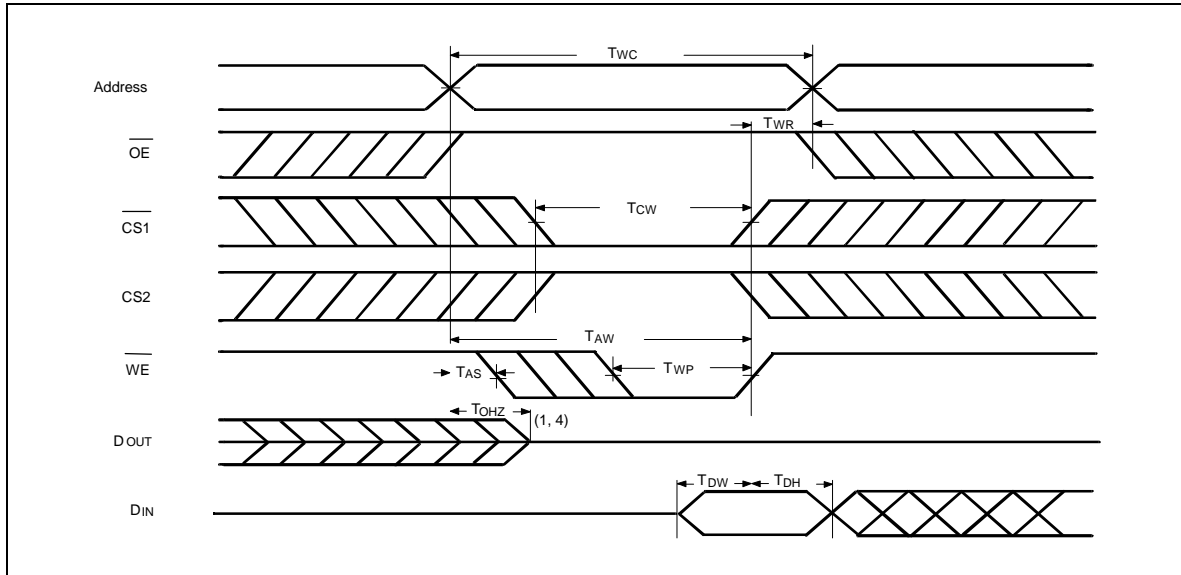 TWC
Address
TWR
OE
TCW
CS1
CS2
TAW
WE
TAS
TWP
TOHZ
(1, 4)
DOUT
TDW
TDH
DIN